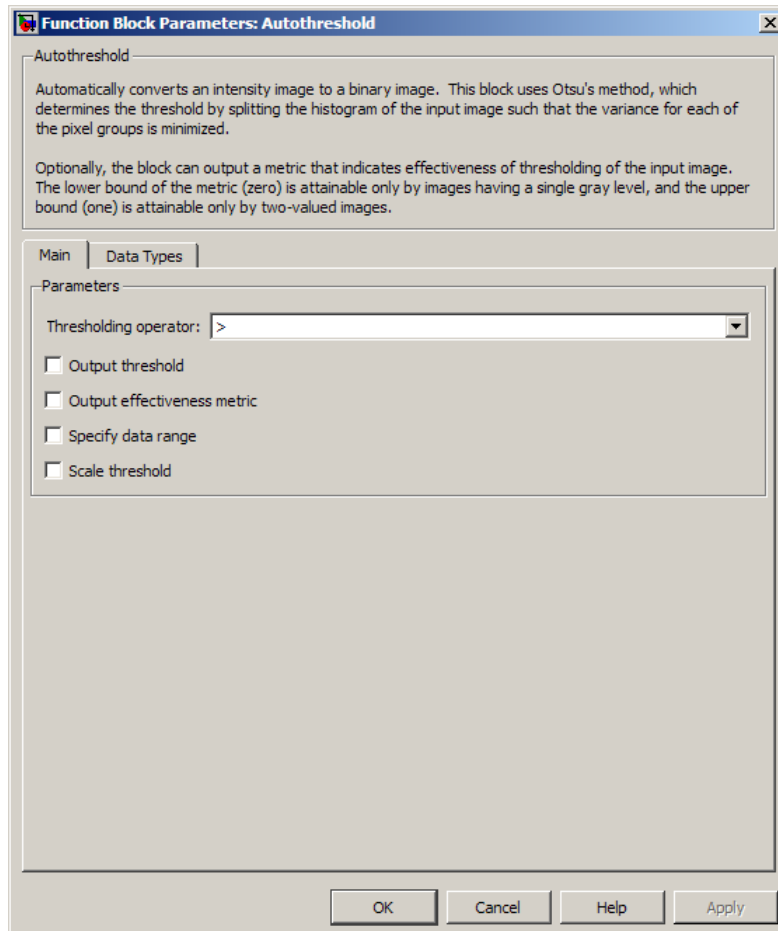 Function Block Parameters: Autothreshold
Autothreshold
Automatically converts an intensity image to a binary image.  This block uses Otsu's method, which
determines the threshold by splitting the histogram of the input image such that the variance for each of
the pixel groups is minimized.
Optionally, the block can output a metric that indicates effectiveness of thresholding of the input image.
The lower bound of the metric (zero) is attainable only by images having a single gray level, and the upper
bound (one) is attainable only by two-valued images.
Main Data Types
Parameters
Thresholding operator: >
Output threshold
Output effectiveness metric
Specify data range
Scale threshold
OK Cancel Help Apply